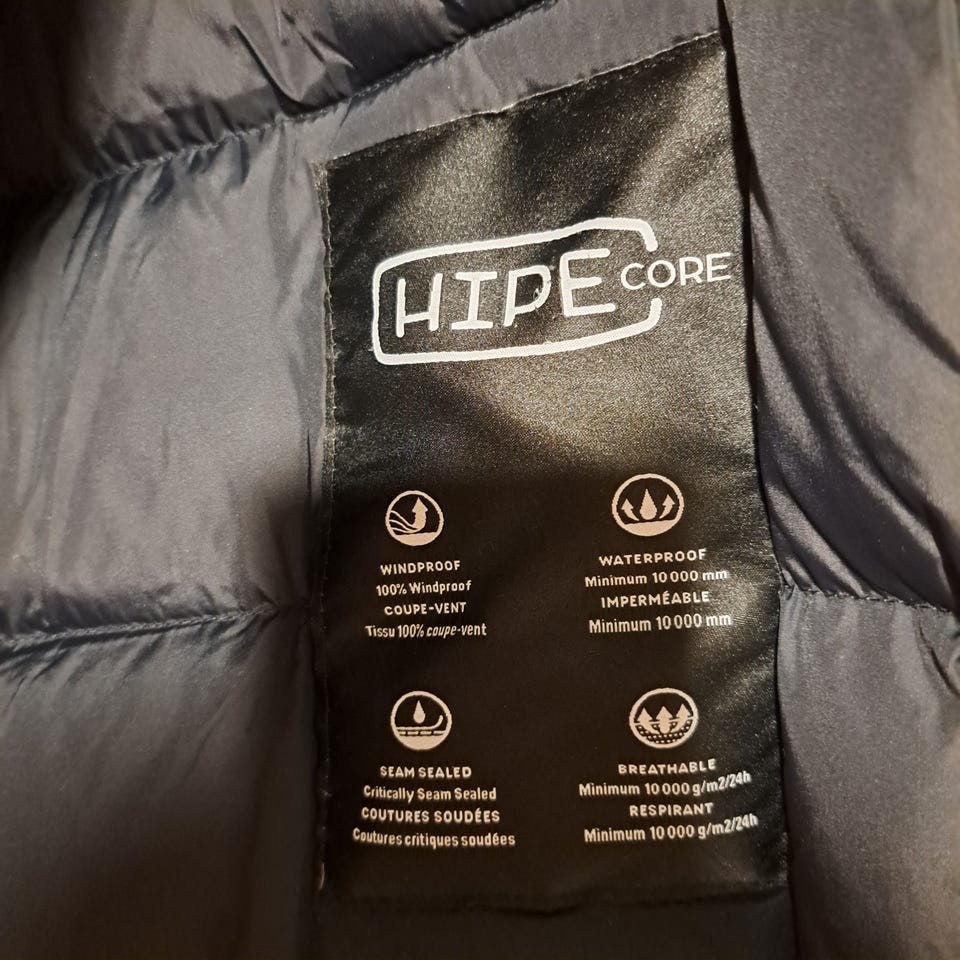 HIPE CORE
WINDPROOF
100% Windproof
COUPE-VENT
Tissu 100% coupe-vent
WATERPROOF
Minimum 10 000 mm
IMPERMÉABLE
Minimum 10 000 mm
SEAM SEALED
Critically Seam Sealed
COUTURES SOUDÉES
Coutures critiques soudées
BREATHABLE
Minimum 10 000 g/m2/24h
RESPIRANT
Minimum 10 000 g/m2/24h